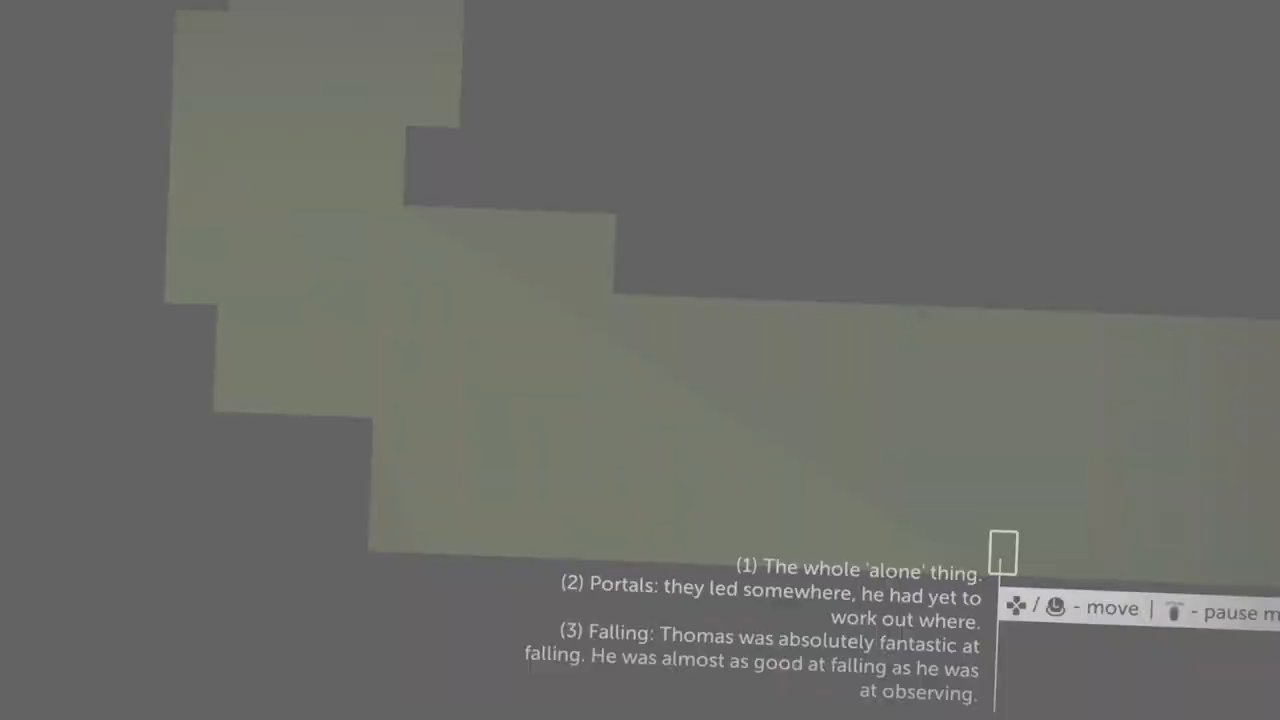 (1) The whole 'alone' thing.
(2) Portals: they led somewhere, he had yet to
work out where.
(3) Falling: Thomas was absolutely fantastic at
falling. He was almost as good at falling as he was
at observing.
/ L - move | - pause m